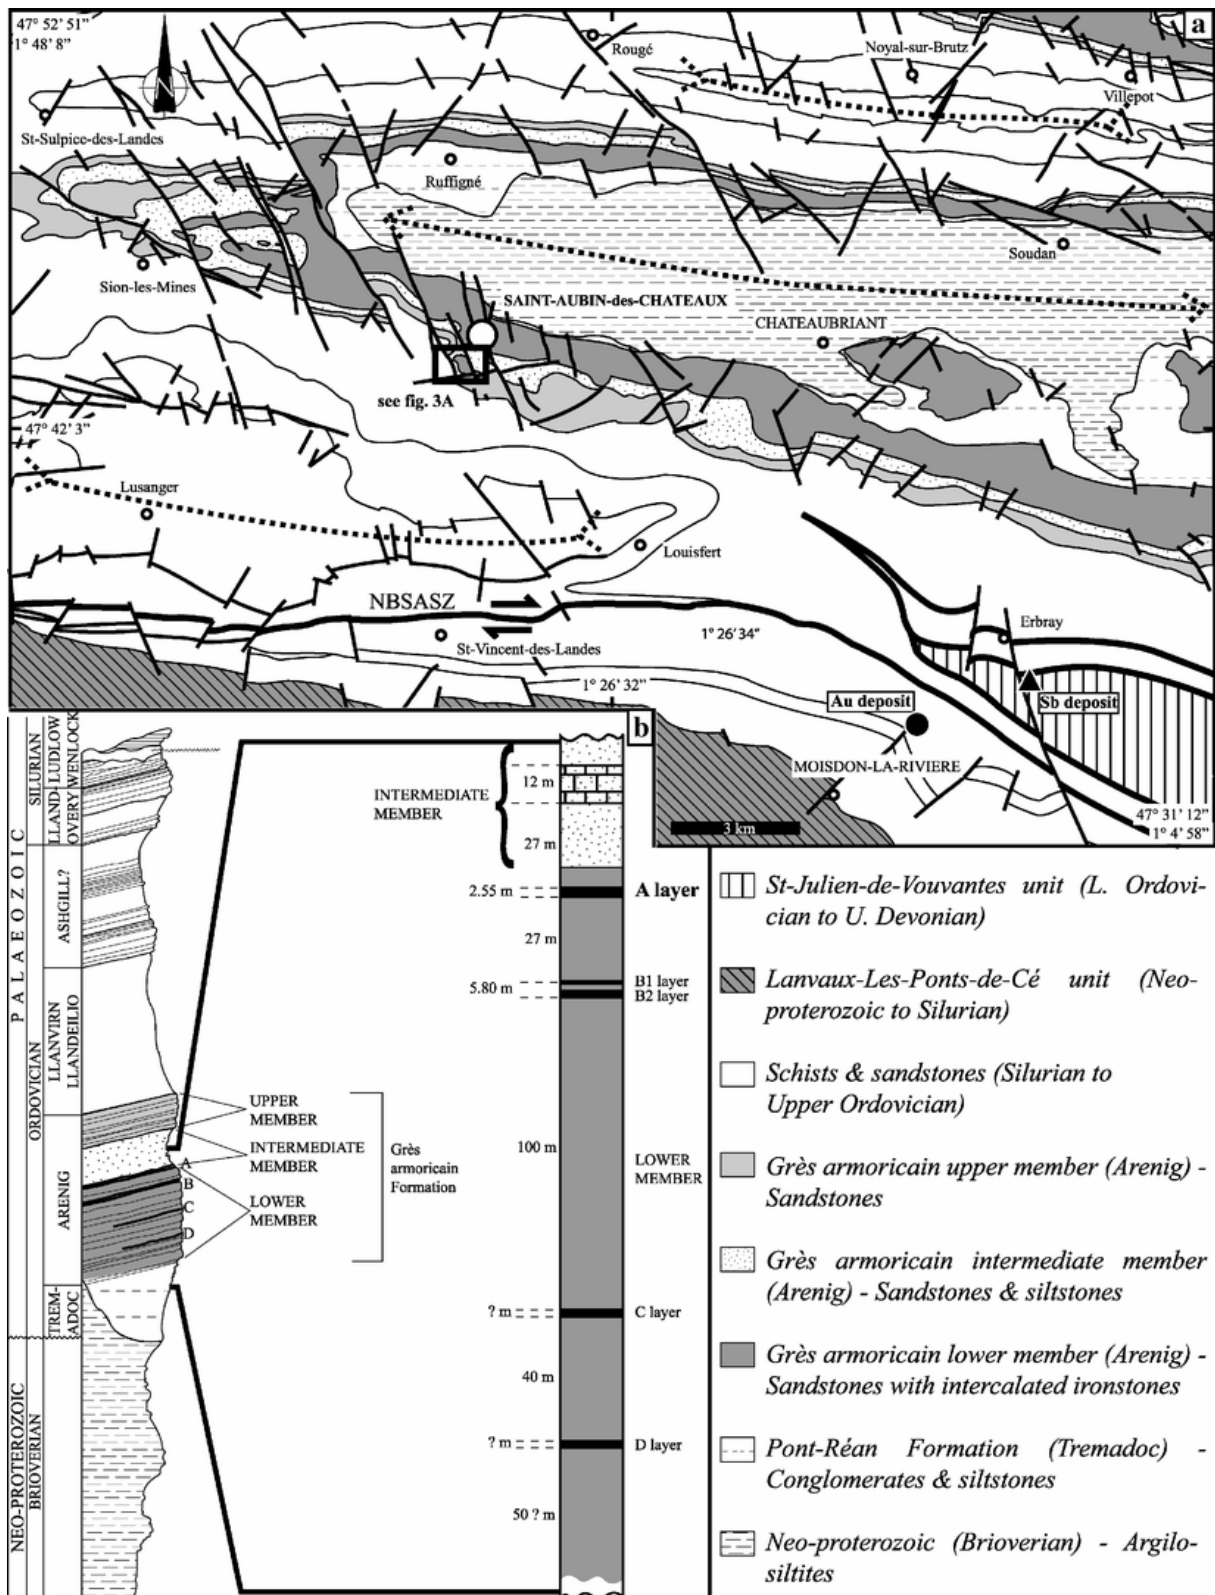 47° 52' 51"
1° 48' 8"
a
N
Rougé
Noyal-sur-Brutz
Villepot
St-Sulpice-des-Landes
Ruffigné
Soudan
Sion-les-Mines
SAINT-AUBIN-des-CHATEAUX
CHATEAUBRIANT
see fig. 3A
47° 42' 3"
Lusanger
Louisfert
NBSASZ
1° 26' 34"
Erbray
St-Vincent-des-Landes
1° 26' 32"
Au deposit
Sb deposit
MOISDON-LA-RIVIERE
3 km
47° 31' 12"
1° 4' 58"
b
PALAEOZOIC
NEO-PROTEROZOIC
SILURIAN
ORDOVICIAN
BRIOVERIAN
LLAND-LUDLOW
OVERY WENLOCK
ASHGILL?
LLANVIRN
LLANDEILIO
ARENIG
TREM-
ADOC
A
B
C
D
UPPER
MEMBER
INTERMEDIATE
MEMBER
LOWER
MEMBER
Grès
armoricain
Formation
INTERMEDIATE
MEMBER
12 m
27 m
2.55 m
A layer
27 m
5.80 m
B1 layer
B2 layer
100 m
LOWER
MEMBER
? m
C layer
40 m
? m
D layer
50 ? m
St-Julien-de-Vouvantes unit (L. Ordovi-
cian to U. Devonian)
Lanvaux-Les-Ponts-de-Cé unit (Neo-
proterozoic to Silurian)
Schists & sandstones (Silurian to
Upper Ordovician)
Grès armoricain upper member (Arenig) -
Sandstones
Grès armoricain intermediate member
(Arenig) - Sandstones & siltstones
Grès armoricain lower member (Arenig) -
Sandstones with intercalated ironstones
Pont-Réan Formation (Tremadoc) -
Conglomerates & siltstones
Neo-proterozoic (Brioverian) - Argilo-
siltites